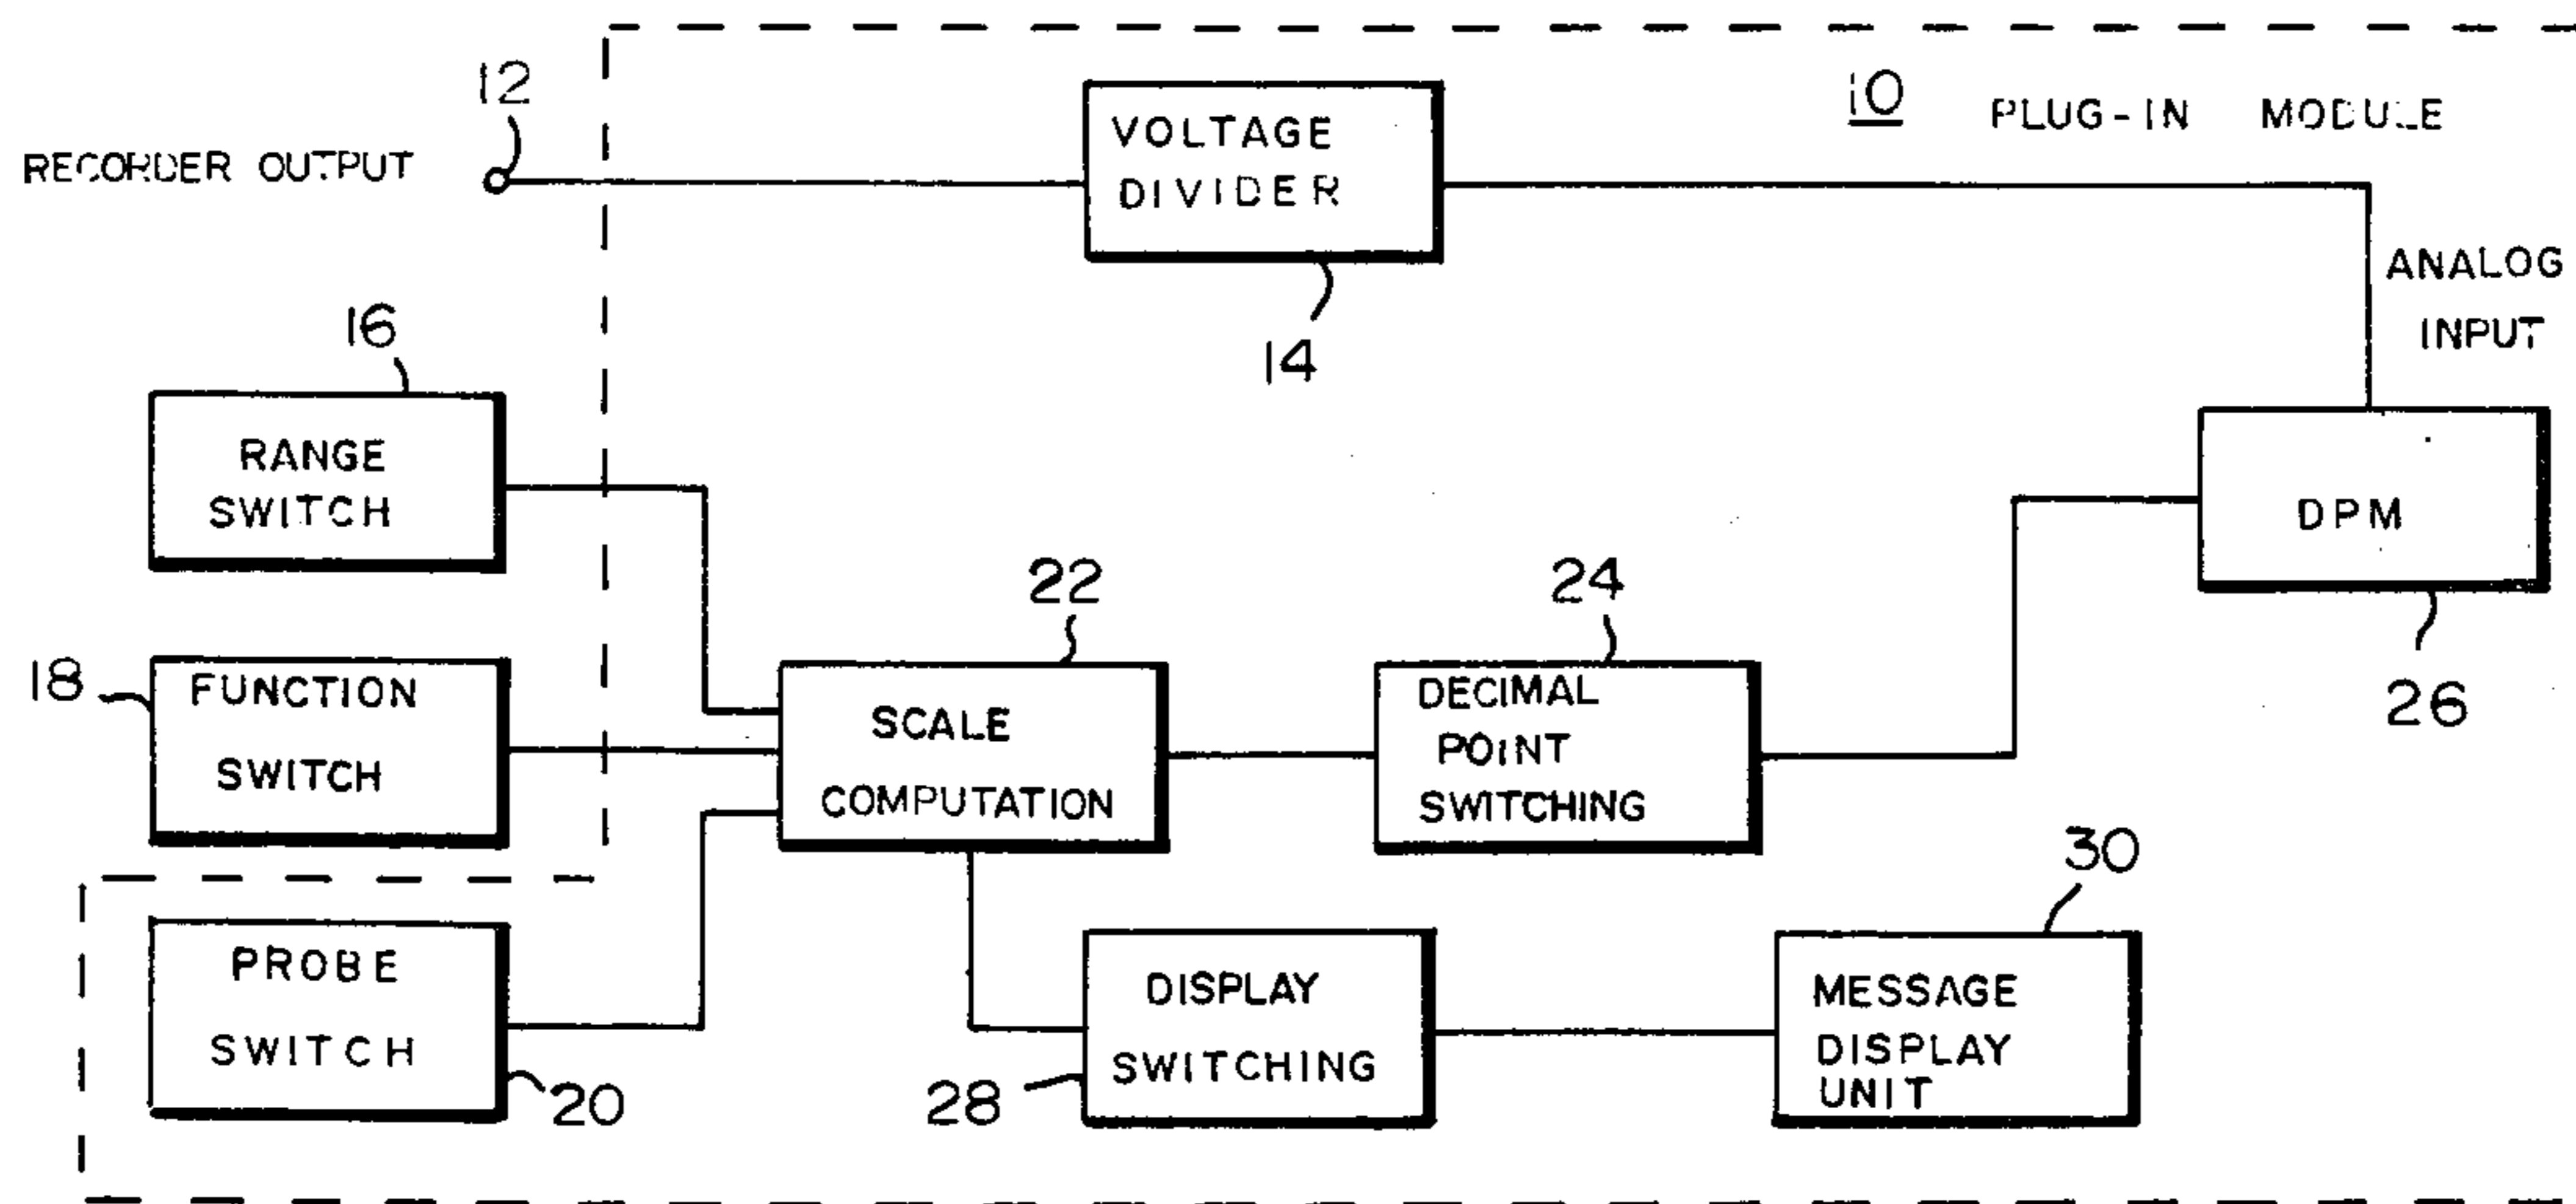 12
10 PLUG-IN MODULE
RECORDER OUTPUT
VOLTAGE
DIVIDER
14
ANALOG
INPUT
16
RANGE
SWITCH
DPM
26
18
FUNCTION
SWITCH
22
SCALE
COMPUTATION
24
DECIMAL
POINT
SWITCHING
PROBE
SWITCH
20
28
DISPLAY
SWITCHING
30
MESSAGE
DISPLAY
UNIT